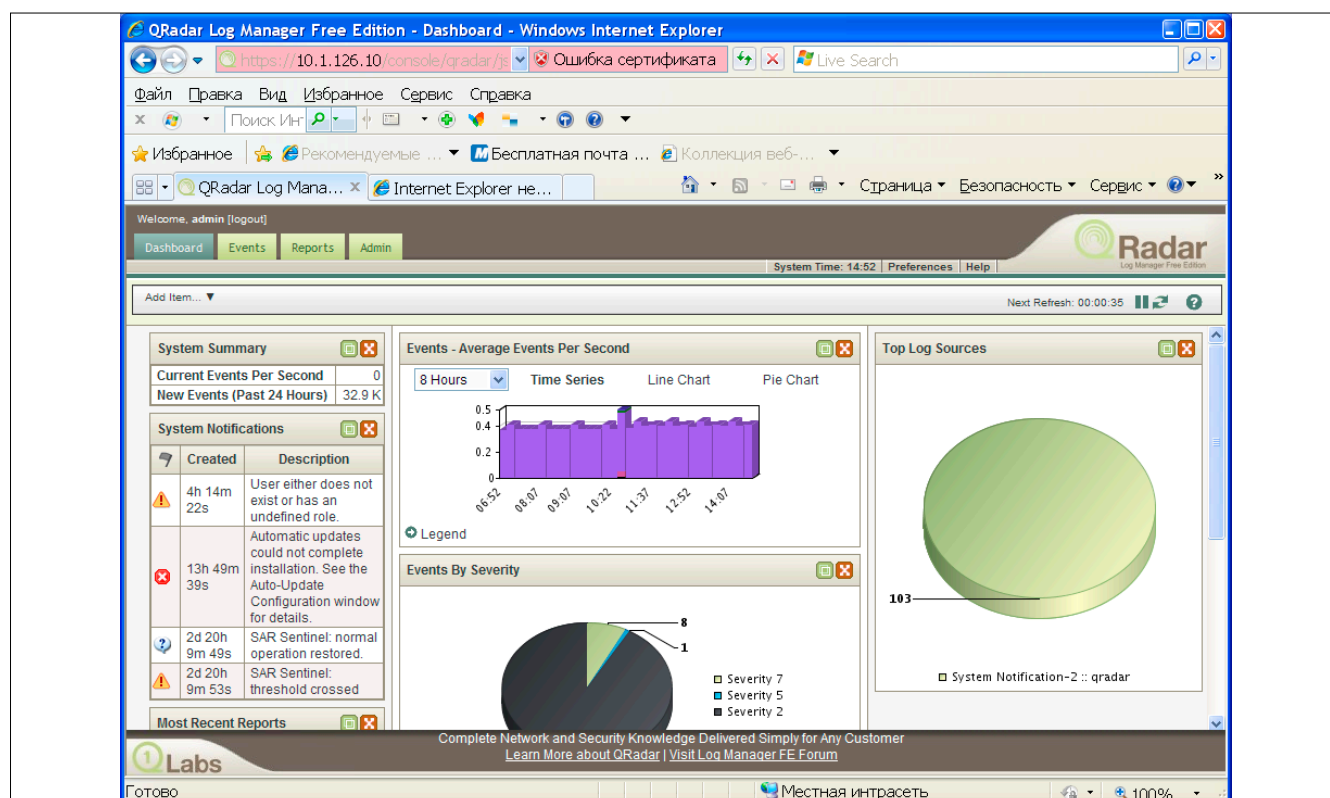 QRadar Log Manager Free Edition - Dashboard - Windows Internet Explorer
https://10.1.126.10/console/qradar/js Ошибка сертификата Live Search
Файл Правка Вид Избранное Сервис Справка
x Поиск Инт
Избранное Рекомендуемые ... Бесплатная почта ... Коллекция веб-...
QRadar Log Mana... x Internet Explorer не... Страница Безопасность Сервис »
Welcome, admin [logout]
Dashboard Events Reports Admin
QRadar
Log Manager Free Edition
System Time: 14:52 Preferences Help
Add Item... ▼ Next Refresh: 00:00:35
System Summary
Current Events Per Second 0
New Events (Past 24 Hours) 32.9 K
System Notifications
Created Description
4h 14m 22s User either does not
exist or has an
undefined role.
13h 49m 39s Automatic updates
could not complete
installation. See the
Auto-Update
Configuration window
for details.
2d 20h 9m 49s SAR Sentinel: normal
operation restored.
2d 20h 9m 53s SAR Sentinel:
threshold crossed
Most Recent Reports
Events - Average Events Per Second
8 Hours Time Series Line Chart Pie Chart
0.5
0.4
0.2
0
06:52 08:07 09:07 10:22 11:37 12:52 14:07
Legend
Events By Severity
8
1
Severity 7
Severity 5
Severity 2
Top Log Sources
103
System Notification-2 :: qradar
Complete Network and Security Knowledge Delivered Simply for Any Customer
Learn More about QRadar | Visit Log Manager FE Forum
1 Labs
Готово Местная интрасеть 100%